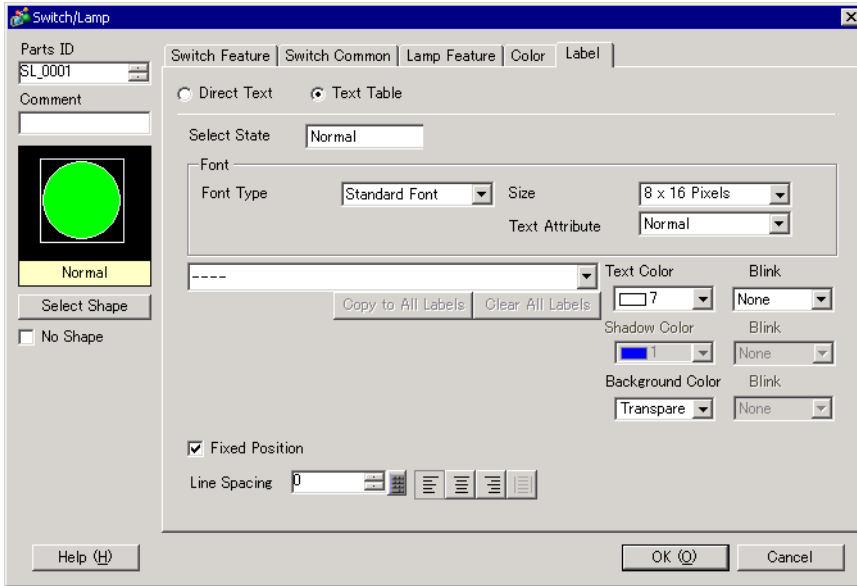 Switch/Lamp
Parts ID
SL_0001
Comment
Normal
Select Shape
No Shape
Switch Feature Switch Common Lamp Feature Color Label
Direct Text Text Table
Select State Normal
Font
Font Type Standard Font Size 8 x 16 Pixels
Text Attribute Normal
---- Text Color Blink
7 None
Copy to All Labels Clear All Labels
Shadow Color Blink
1 None
Background Color Blink
Transpare None
Fixed Position
Line Spacing 0
Help (H) OK (O) Cancel